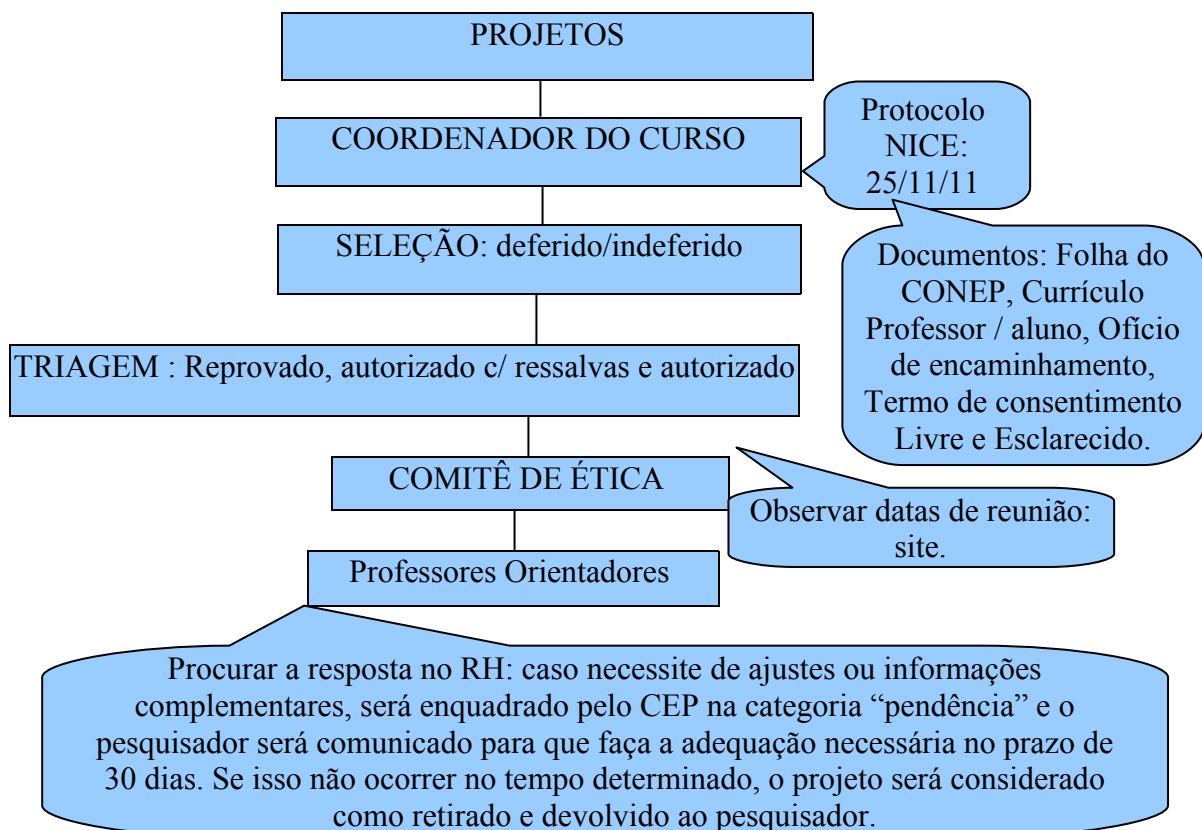 PROJETOS
COORDENADOR DO CURSO
Protocolo
NICE:
25/11/11
SELEÇÃO: deferido/indeferido
Documentos: Folha do
CONEP, Currículo
Professor / aluno, Ofício
de encaminhamento,
Termo de consentimento
Livre e Esclarecido.
TRIAGEM : Reprovado, autorizado c/ ressalvas e autorizado
COMITÊ DE ÉTICA
Observar datas de reunião:
site.
Professores Orientadores
Procurar a resposta no RH: caso necessite de ajustes ou informações
complementares, será enquadrado pelo CEP na categoria “pendência” e o
pesquisador será comunicado para que faça a adequação necessária no prazo de
30 dias. Se isso não ocorrer no tempo determinado, o projeto será considerado
como retirado e devolvido ao pesquisador.